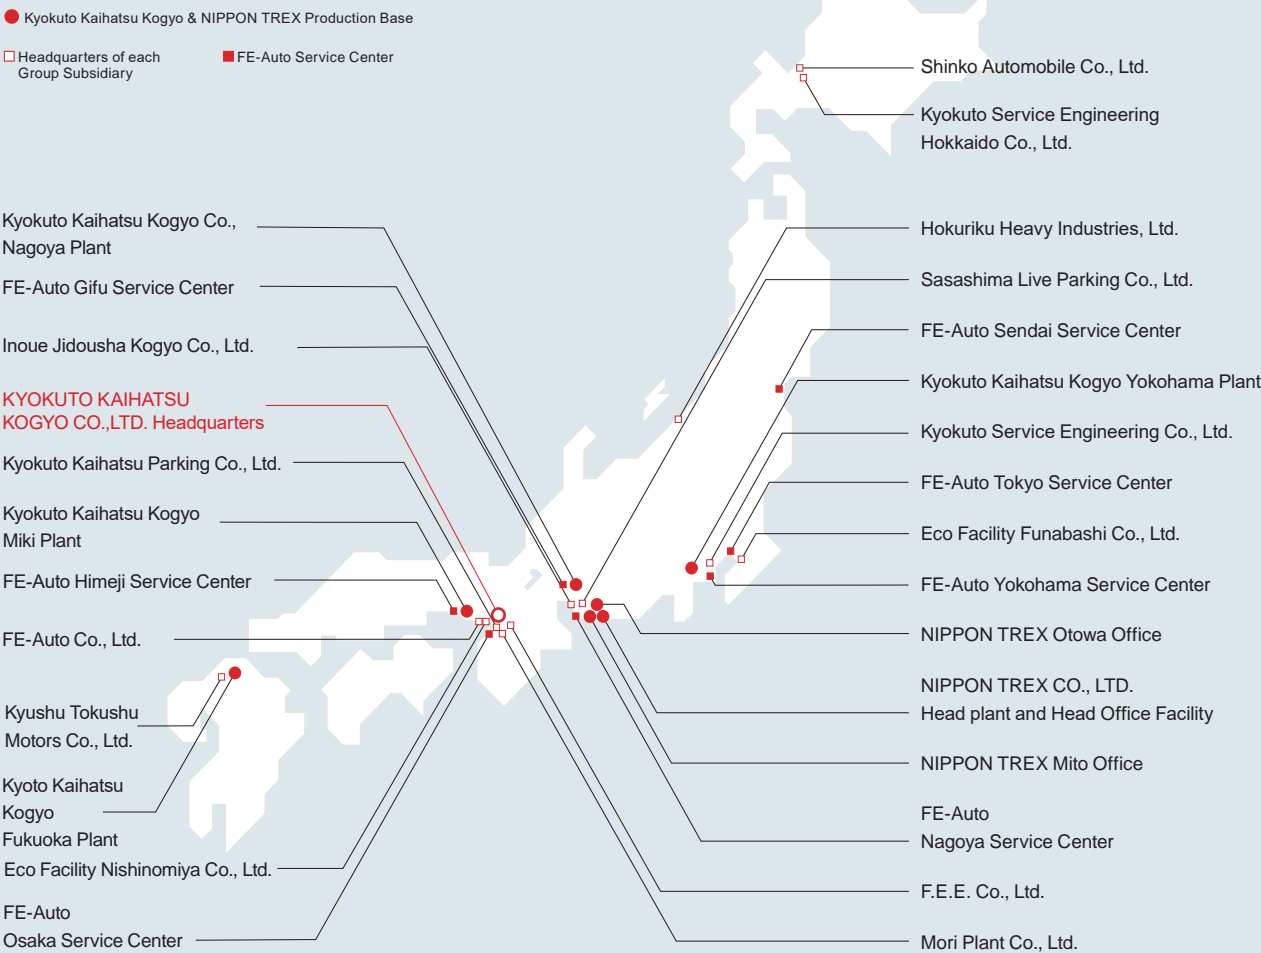 Kyokuto Kaihatsu Kogyo & NIPPON TREX Production Base
Headquarters of each
Group Subsidiary
FE-Auto Service Center
Kyokuto Kaihatsu Kogyo Co.,
Nagoya Plant
FE-Auto Gifu Service Center
Inoue Jidousha Kogyo Co., Ltd.
KYOKUTO KAIHATSU
KOGYO CO.,LTD. Headquarters
Kyokuto Kaihatsu Parking Co., Ltd.
Kyokuto Kaihatsu Kogyo
Miki Plant
FE-Auto Himeji Service Center
FE-Auto Co., Ltd.
Kyushu Tokushu
Motors Co., Ltd.
Kyoto Kaihatsu
Kogyo
Fukuoka Plant
Eco Facility Nishinomiya Co., Ltd.
FE-Auto
Osaka Service Center
Shinko Automobile Co., Ltd.
Kyokuto Service Engineering
Hokkaido Co., Ltd.
Hokuriku Heavy Industries, Ltd.
Sasashima Live Parking Co., Ltd.
FE-Auto Sendai Service Center
Kyokuto Kaihatsu Kogyo Yokohama Plant
Kyokuto Service Engineering Co., Ltd.
FE-Auto Tokyo Service Center
Eco Facility Funabashi Co., Ltd.
FE-Auto Yokohama Service Center
NIPPON TREX Otowa Office
NIPPON TREX CO., LTD.
Head plant and Head Office Facility
NIPPON TREX Mito Office
FE-Auto
Nagoya Service Center
F.E.E. Co., Ltd.
Mori Plant Co., Ltd.